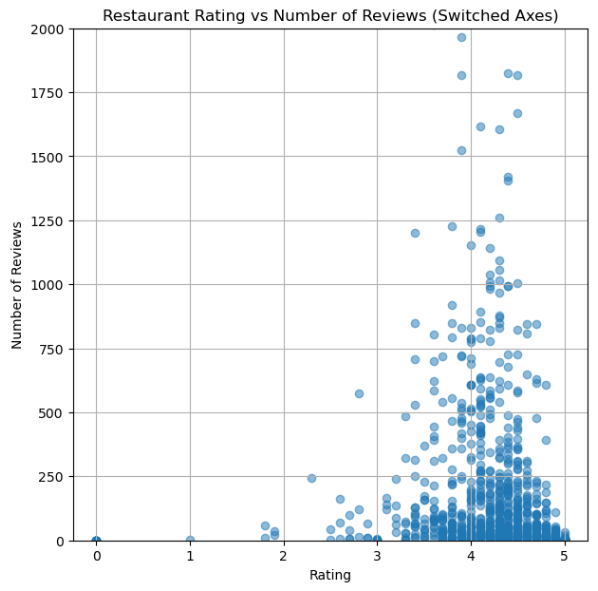 Restaurant Rating vs Number of Reviews (Switched Axes)
2000
1750
1500
1250
1000
750
500
250
0
Number of Reviews
0 1 2 3 4 5
Rating